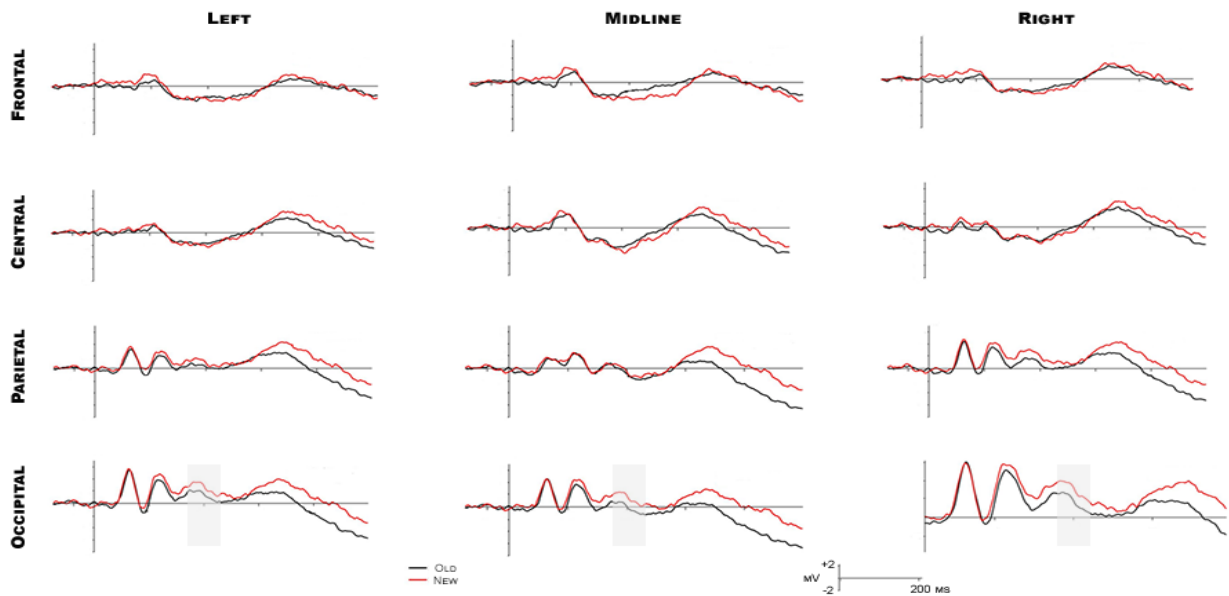 LEFT MIDLINE RIGHT
FRONTAL
CENTRAL
PARIETAL
OCCIPITAL
OLD
NEW
+2
MV
-2
200 MS